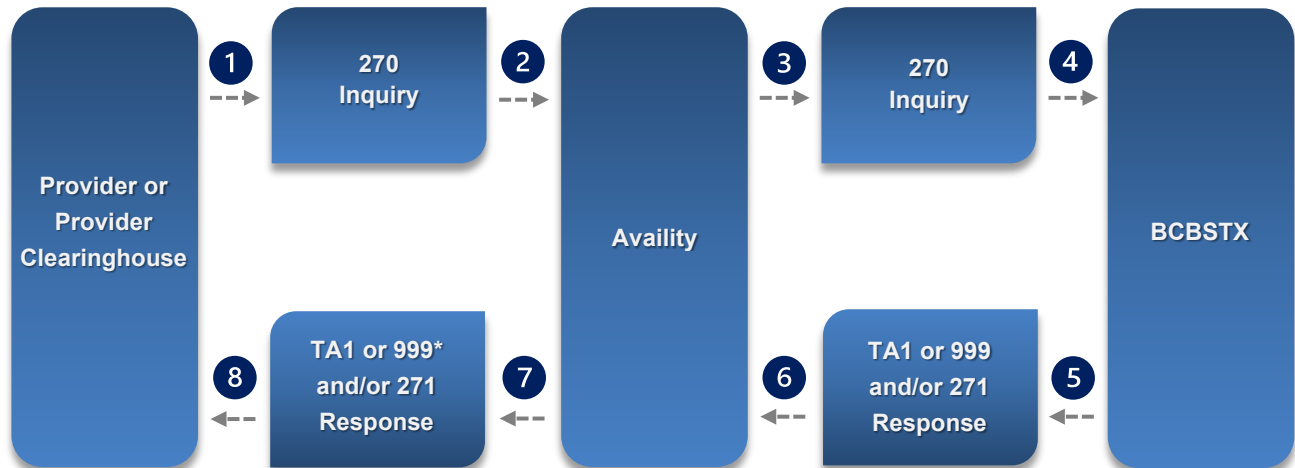 1
270
Inquiry
2
3
270
Inquiry
4
Provider or
Provider
Clearinghouse
Availity
BCBSTX
8
TA1 or 999*
and/or 271
Response
7
6
TA1 or 999
and/or 271
Response
5